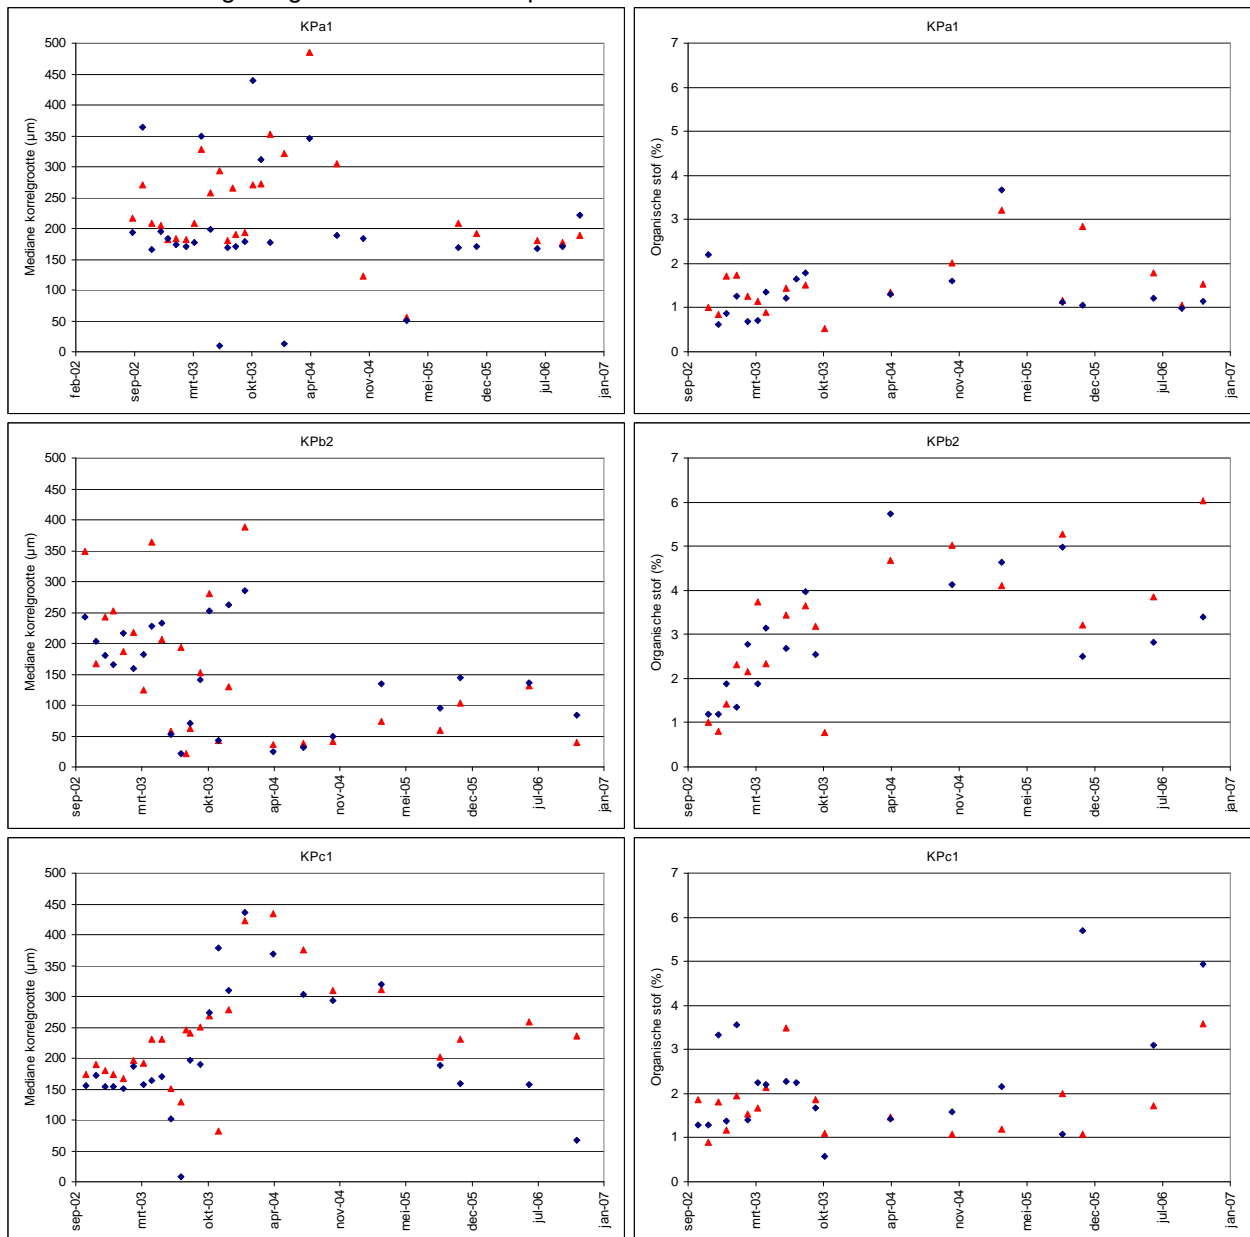 KPa1
Mediane korrelgrootte (µm)
500
450
400
350
300
250
200
150
100
50
0
feb-02
sep-02
mrt-03
okt-03
apr-04
nov-04
mei-05
dec-05
jul-06
jan-07
KPa1
Organische stof (%)
7
6
5
4
3
2
1
0
sep-02
mrt-03
okt-03
apr-04
nov-04
mei-05
dec-05
jul-06
jan-07
KPb2
Mediane korrelgrootte (µm)
500
450
400
350
300
250
200
150
100
50
0
sep-02
mrt-03
okt-03
apr-04
nov-04
mei-05
dec-05
jul-06
jan-07
KPb2
Organische stof (%)
7
6
5
4
3
2
1
0
sep-02
mrt-03
okt-03
apr-04
nov-04
mei-05
dec-05
jul-06
jan-07
KPc1
Mediane korrelgrootte (µm)
500
450
400
350
300
250
200
150
100
50
0
sep-02
mrt-03
okt-03
apr-04
nov-04
mei-05
dec-05
jul-06
jan-07
KPc1
Organische stof (%)
7
6
5
4
3
2
1
0
sep-02
mrt-03
okt-03
apr-04
nov-04
mei-05
dec-05
jul-06
jan-07